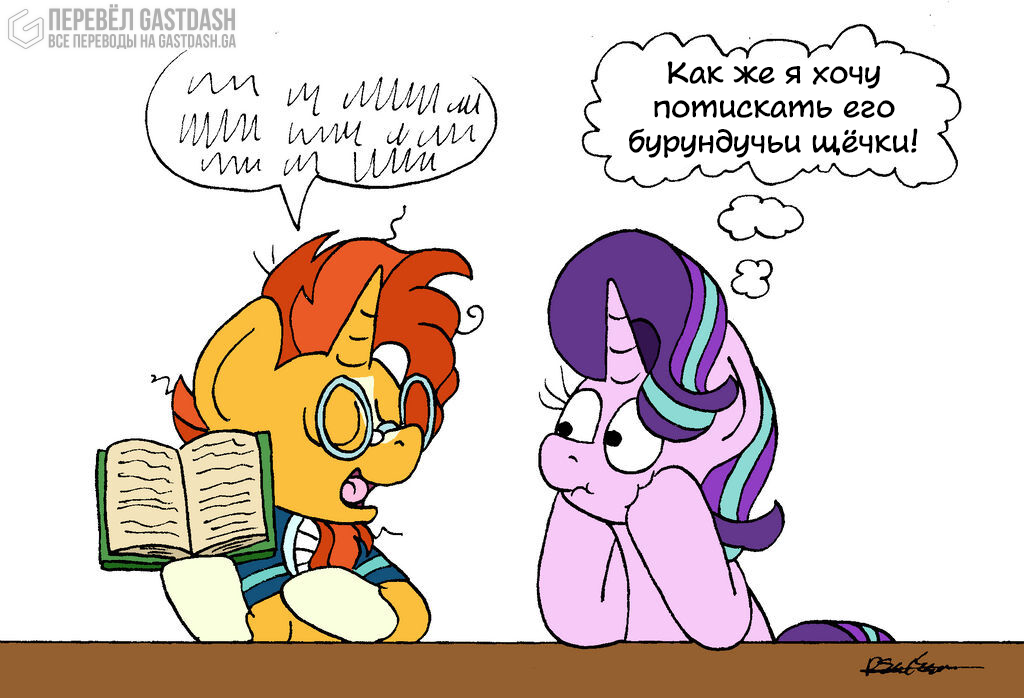 ПЕРЕВЁЛ GASTDASH
ВСЕ ПЕРЕВОДЫ НА GASTDASH.GA
Как же я хочу
потискать его
бурундучьи щёчки!